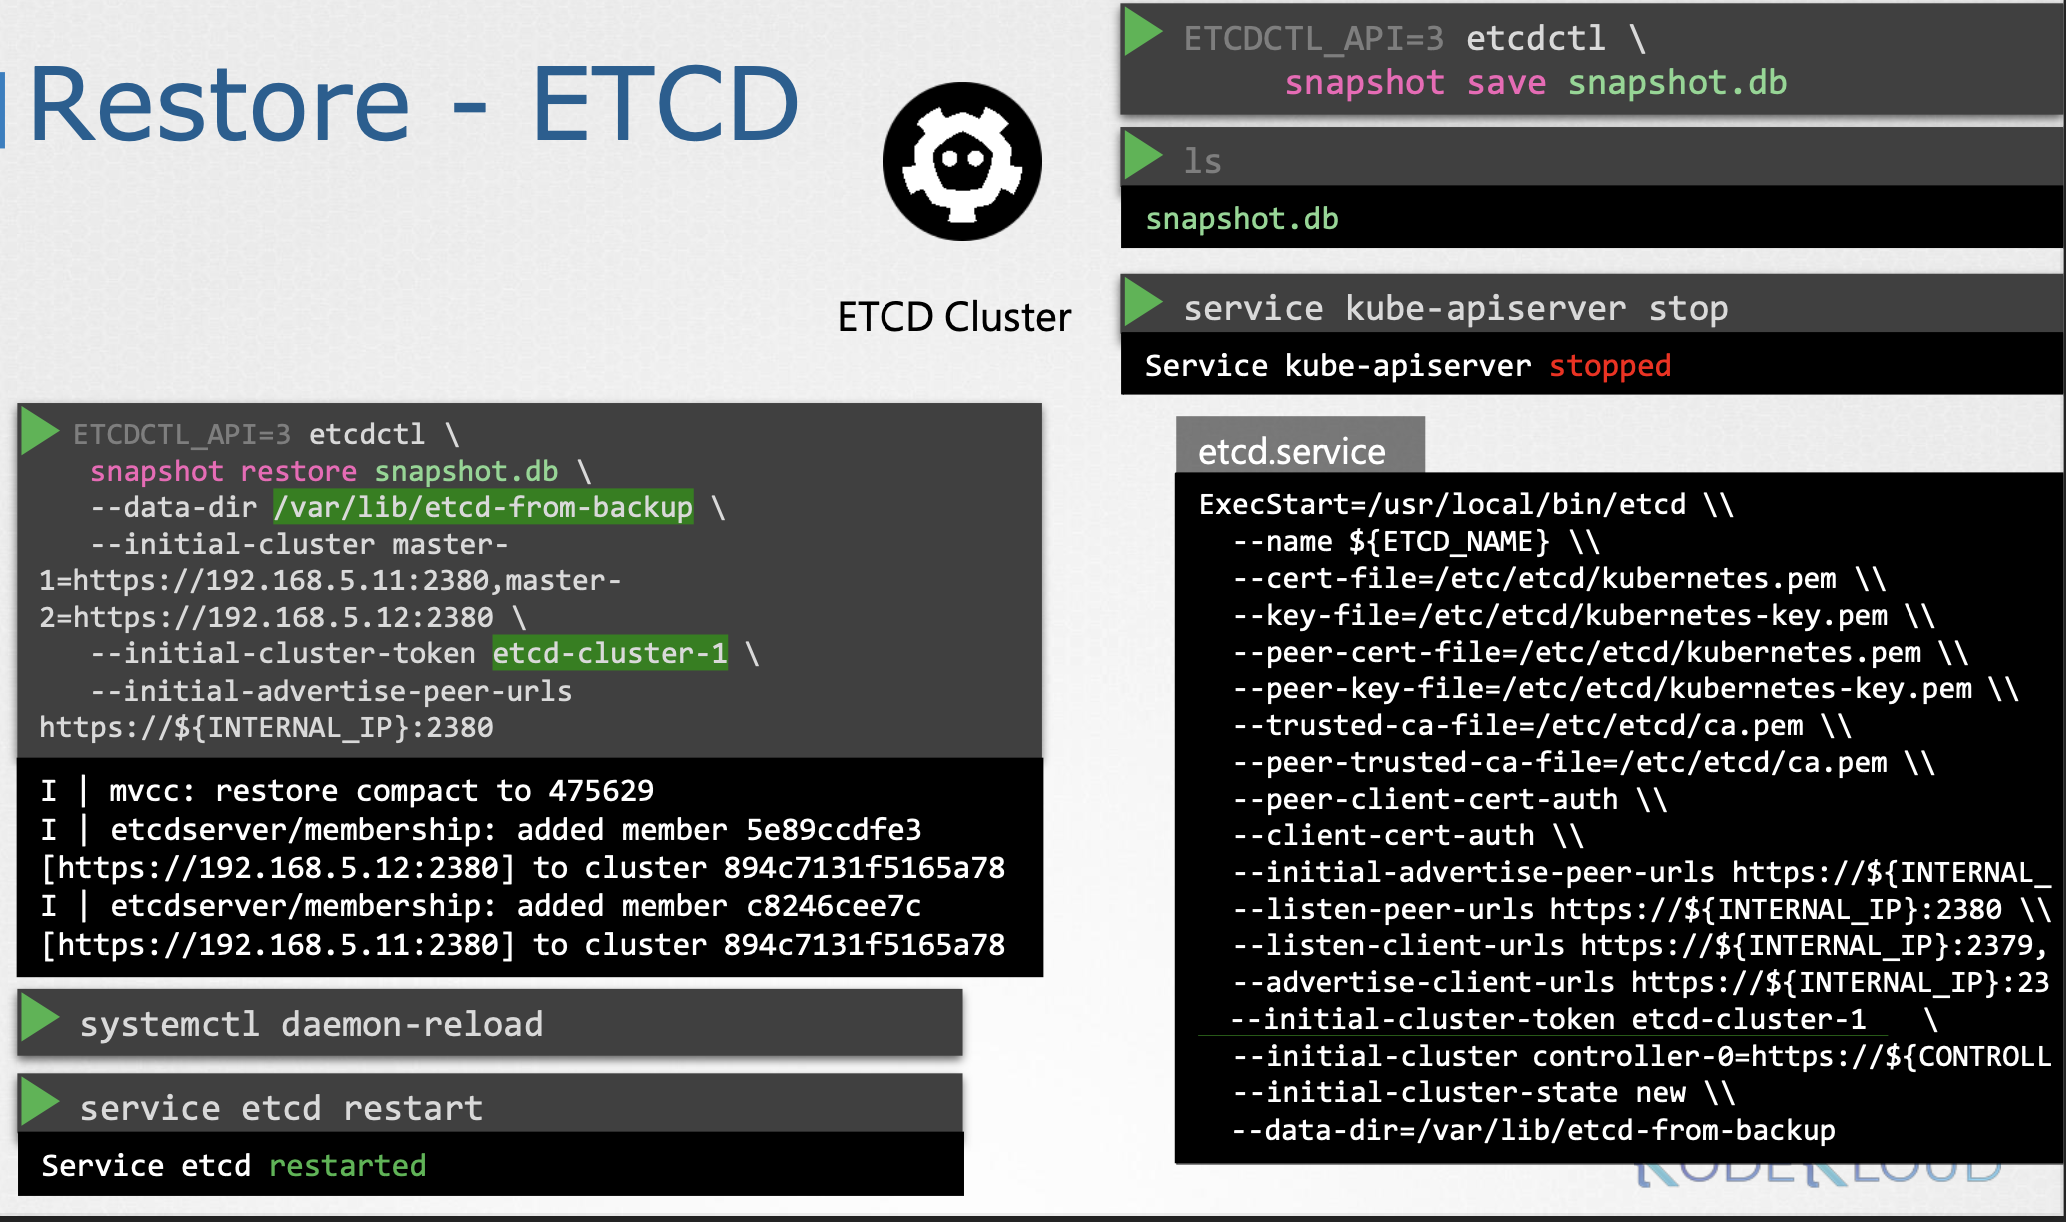 Restore - ETCD
ETCD Cluster
ETCDCTL_API=3 etcdctl \
snapshot save snapshot.db
ls
snapshot.db
service kube-apiserver stop
Service kube-apiserver stopped
ETCDCTL_API=3 etcdctl \
snapshot restore snapshot.db \
--data-dir /var/lib/etcd-from-backup \
--initial-cluster master-
1=https://192.168.5.11:2380,master-
2=https://192.168.5.12:2380 \
--initial-cluster-token etcd-cluster-1 \
--initial-advertise-peer-urls
https://${INTERNAL_IP}:2380
I | mvcc: restore compact to 475629
I | etcdserver/membership: added member 5e89ccdfe3
[https://192.168.5.12:2380] to cluster 894c7131f5165a78
I | etcdserver/membership: added member c8246cee7c
[https://192.168.5.11:2380] to cluster 894c7131f5165a78
systemctl daemon-reload
service etcd restart
Service etcd restarted
etcd.service
ExecStart=/usr/local/bin/etcd \\
--name ${ETCD_NAME} \\
--cert-file=/etc/etcd/kubernetes.pem \\
--key-file=/etc/etcd/kubernetes-key.pem \\
--peer-cert-file=/etc/etcd/kubernetes.pem \\
--peer-key-file=/etc/etcd/kubernetes-key.pem \\
--trusted-ca-file=/etc/etcd/ca.pem \\
--peer-trusted-ca-file=/etc/etcd/ca.pem \\
--peer-client-cert-auth \\
--client-cert-auth \\
--initial-advertise-peer-urls https://${INTERNAL_
--listen-peer-urls https://${INTERNAL_IP}:2380 \\
--listen-client-urls https://${INTERNAL_IP}:2379,
--advertise-client-urls https://${INTERNAL_IP}:23
--initial-cluster-token etcd-cluster-1 \
--initial-cluster controller-0=https://${CONTROLL
--initial-cluster-state new \\
--data-dir=/var/lib/etcd-from-backup
KODEKLOUD